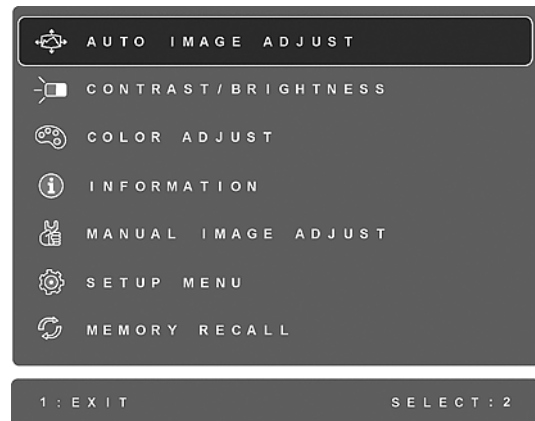 AUTO IMAGE ADJUST
CONTRAST/BRIGHTNESS
COLOR ADJUST
INFORMATION
MANUAL IMAGE ADJUST
SETUP MENU
MEMORY RECALL
1:EXIT SELECT:2